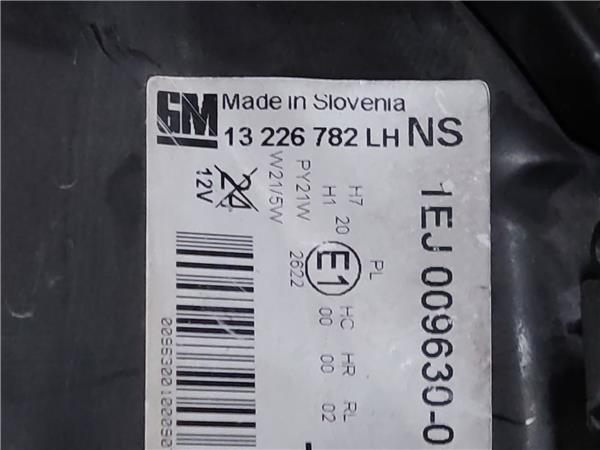 GM Made in Slovenia
13 226 782 LH NS
1EJ 009630-0
PL
H7 20 HC HR RL
H1 E1 00 00 02
PY21W 2622
W21/5W
24
12V